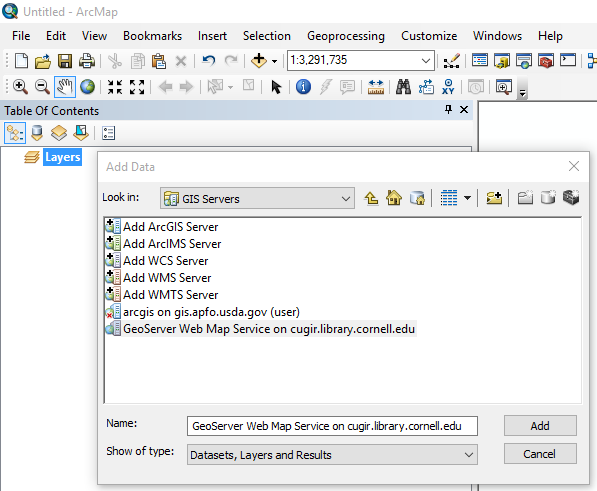 Untitled - ArcMap
File Edit View Bookmarks Insert Selection Geoprocessing Customize Windows Help
1:3,291,735
XY
Table Of Contents
Layers
Add Data
Look in: GIS Servers
Add ArcGIS Server
Add ArcIMS Server
Add WCS Server
Add WMS Server
Add WMTS Server
arcgis on gis.apfo.usda.gov (user)
GeoServer Web Map Service on cugir.library.cornell.edu
Name: GeoServer Web Map Service on cugir.library.cornell.edu Add
Show of type: Datasets, Layers and Results Cancel